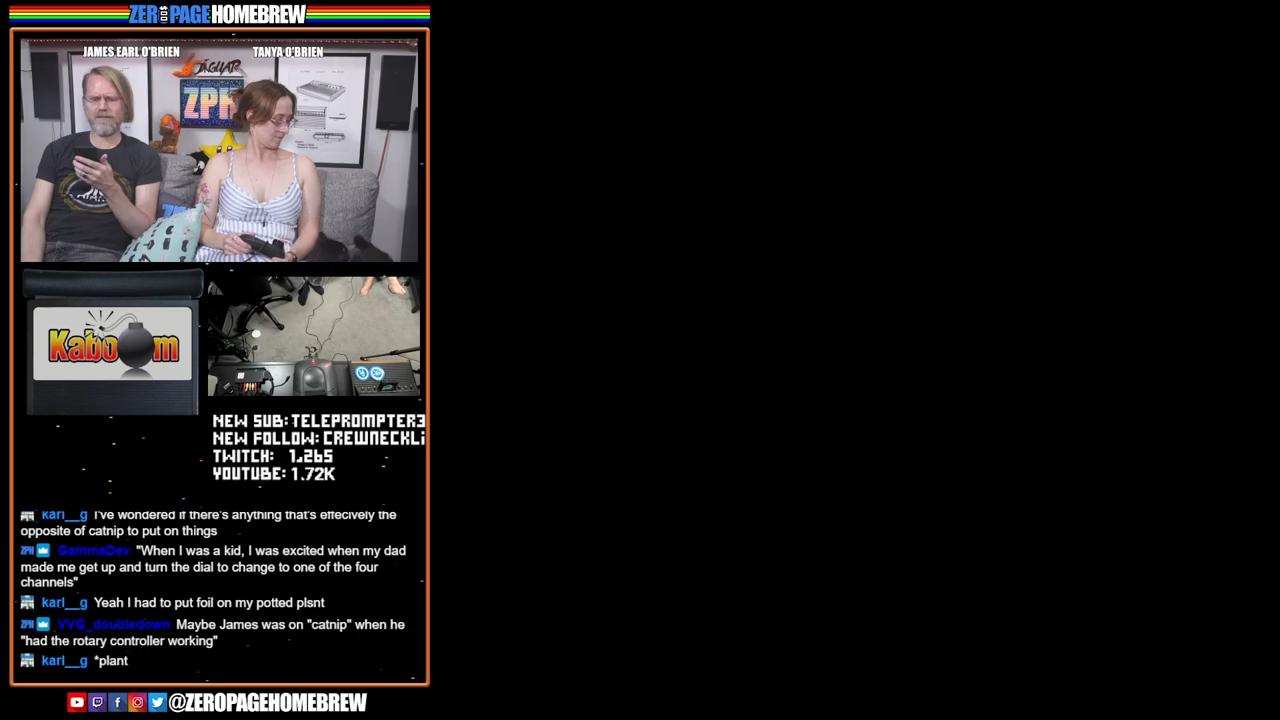 ZEROPAGEHOMEBREW
JAMES EARL O'BRIEN
TANYA O'BRIEN
JAGUAR
ZPH
Kaboom
NEW SUB: TELEPROMPTER3
NEW FOLLOW: CREWNECKLI
TWITCH: 1,265
YOUTUBE: 1.72K
karl__g I've wondered if there's anything that's effecively the
opposite of catnip to put on things
ZPH GammaDev "When I was a kid, I was excited when my dad
made me get up and turn the dial to change to one of the four
channels"
karl__g Yeah I had to put foil on my potted plsnt
ZPH VVG_doubledown Maybe James was on "catnip" when he
"had the rotary controller working"
karl__g *plant
@ZEROPAGEHOMEBREW